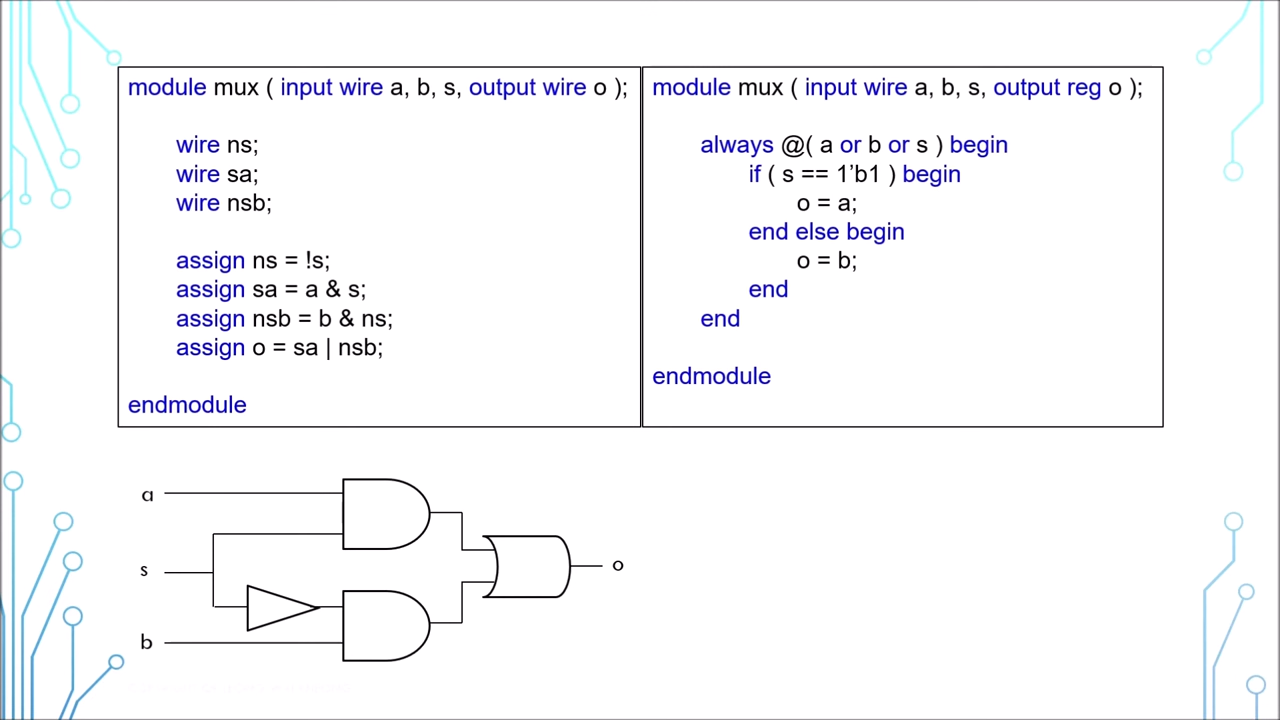 module mux ( input wire a, b, s, output wire o );
wire ns;
wire sa;
wire nsb;
assign ns = !s;
assign sa = a & s;
assign nsb = b & ns;
assign o = sa | nsb;
endmodule
module mux ( input wire a, b, s, output reg o );
always @( a or b or s ) begin
if ( s == 1’b1 ) begin
o = a;
end else begin
o = b;
end
end
endmodule
a
s
b
o